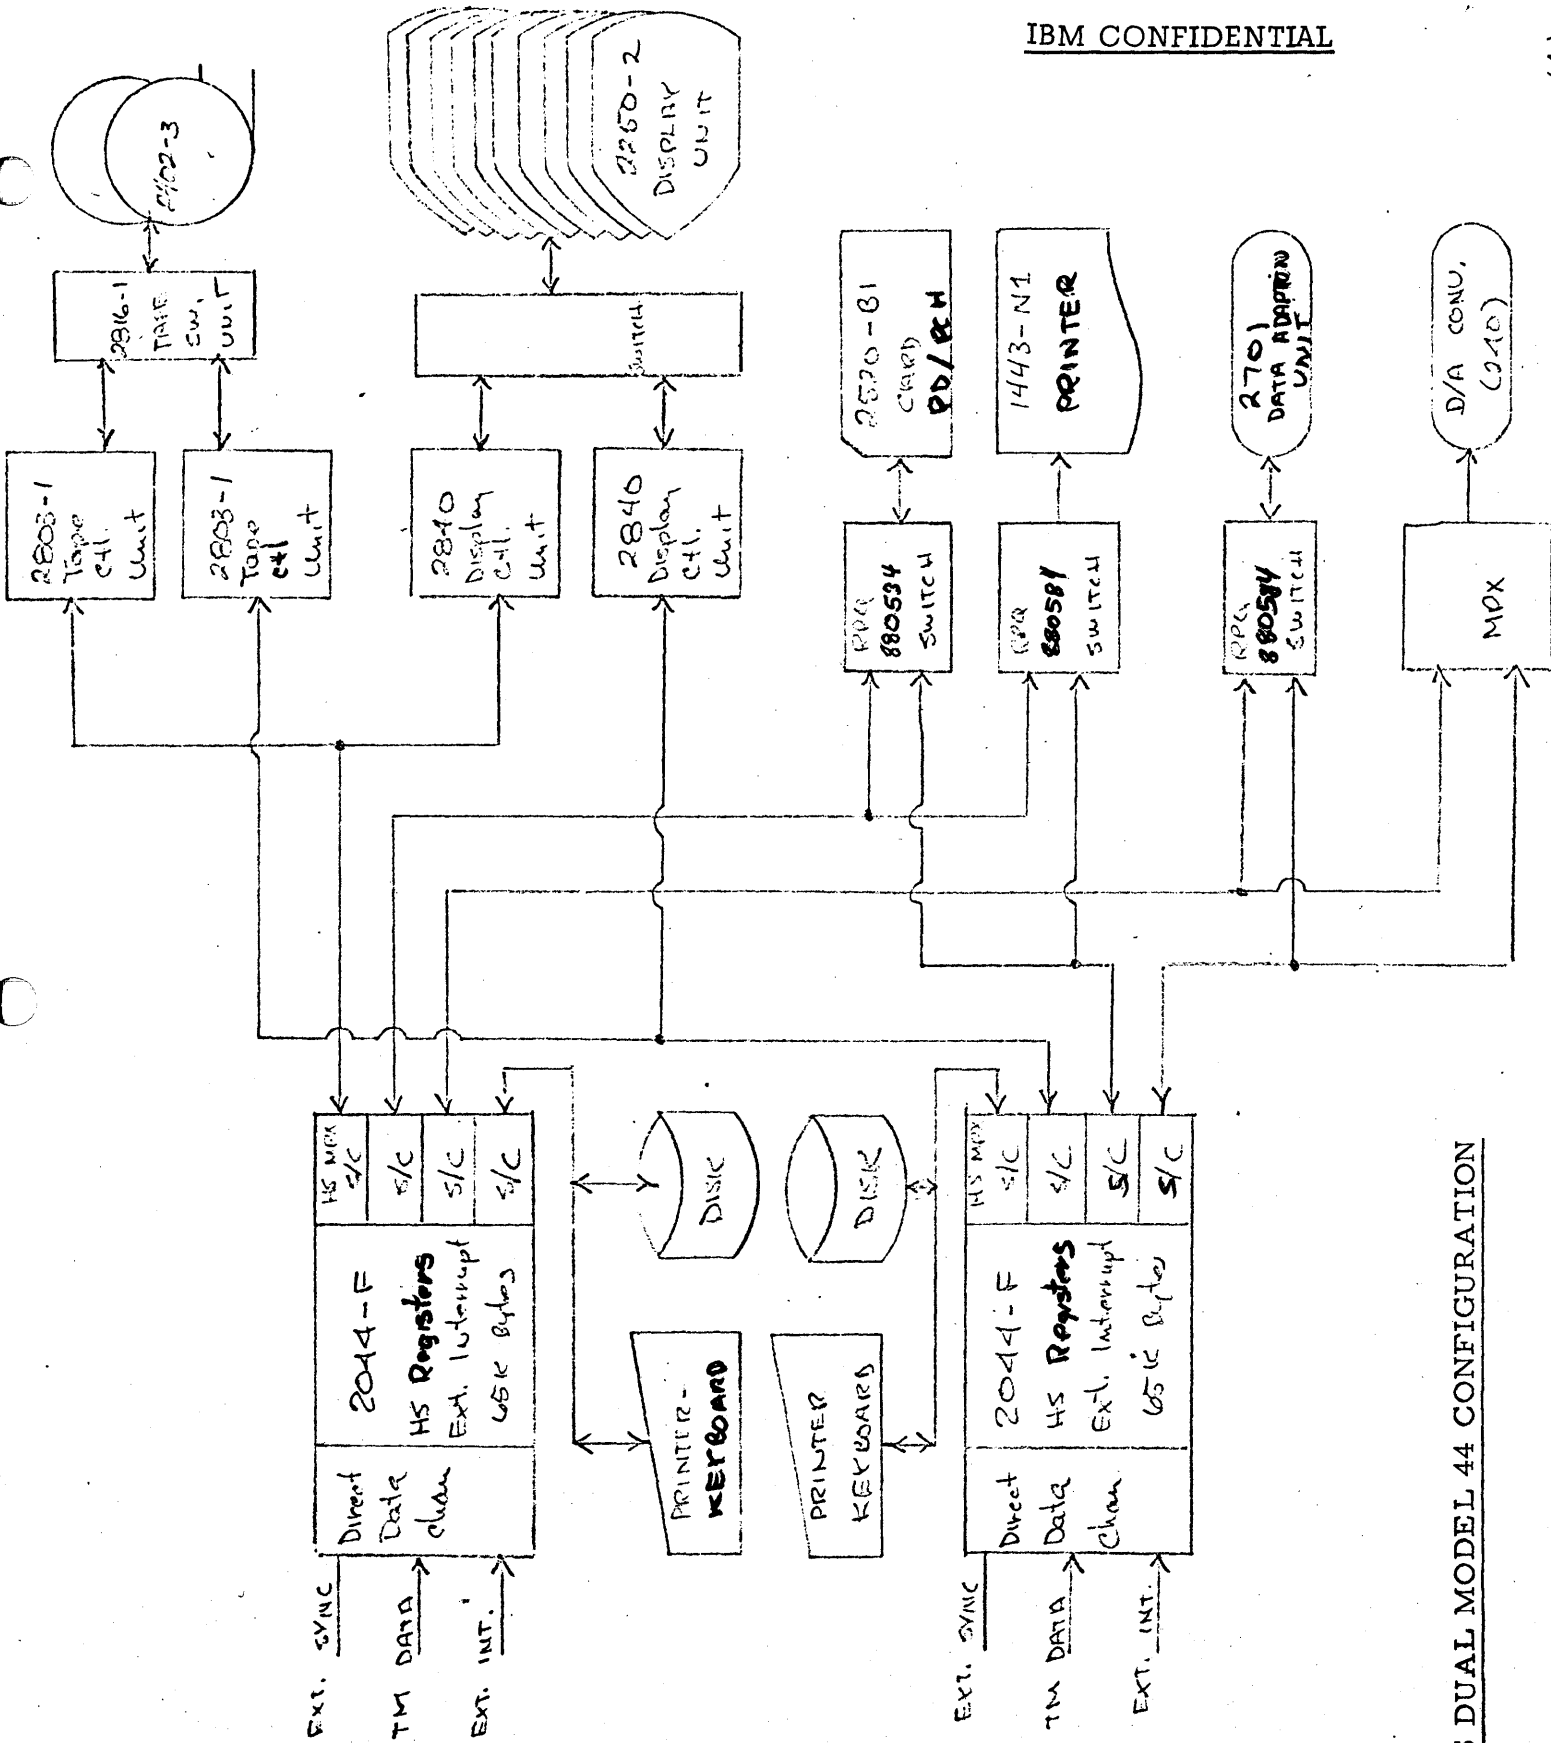 IBM CONFIDENTIAL
2402-3
2816-1
TAPE
SW.
UNIT
2803-1
Tape
Ctl.
Unit
2803-1
Tape
Ctl
Unit
2250-2
DISPLAY
UNIT
SWITCH
2840
Display
Ctl.
Unit
2840
Display
Ctl.
Unit
2520-B1
CARD
RD/PCH
1443-N1
PRINTER
2701
DATA ADAPTION
UNIT
D/A CONV.
(240)
RPQ
880534
SWITCH
RPQ
880584
SWITCH
RPQ
880584
SWITCH
MPX
HS MPX
S/C
S/C
S/C
S/C
2044-F
HS Registers
Ext. Interrupt
65K Bytes
Direct
Data
Chan
EXT. SYNC
TM DATA
EXT. INT.
DISK
DISK
PRINTER-
KEYBOARD
PRINTER
KEYBOARD
HS MPX
S/C
S/C
S/C
S/C
2044-F
HS Registers
Ext. Interrupt
65K Bytes
Direct
Data
Chan.
EXT. SYNC
TM DATA
EXT. INT.
DUAL MODEL 44 CONFIGURATION